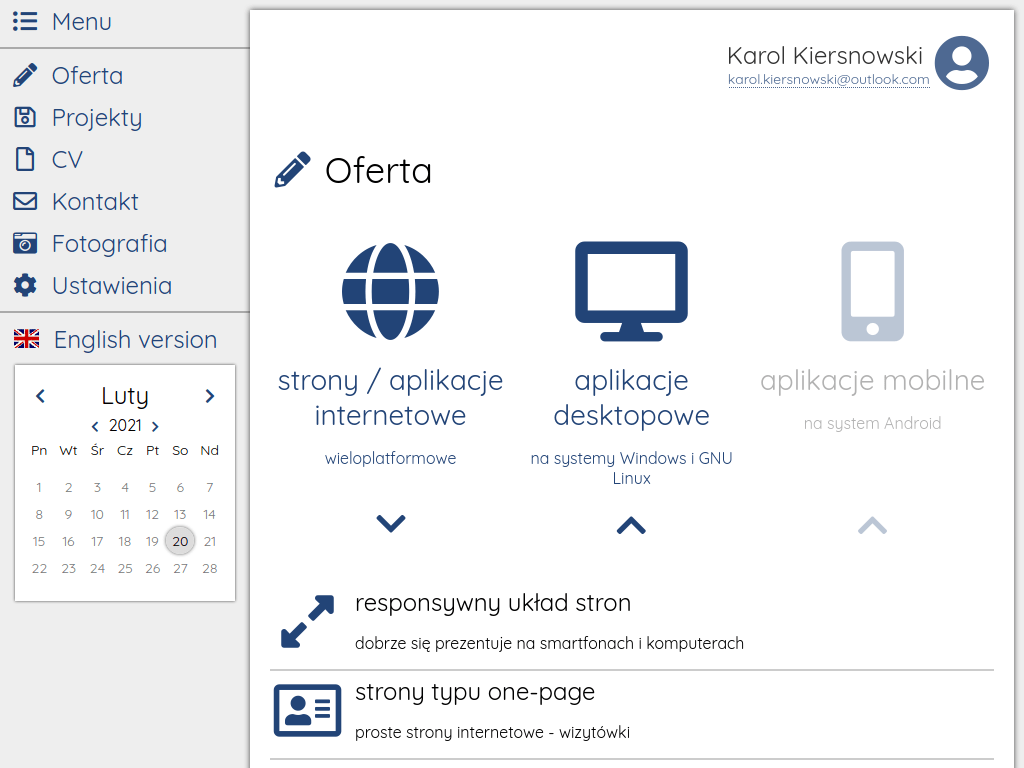 Menu
Oferta
Projekty
CV
Kontakt
Fotografia
Ustawienia
English version
Luty
2021
Pn Wt Śr Cz Pt So Nd
1 2 3 4 5 6 7
8 9 10 11 12 13 14
15 16 17 18 19 20 21
22 23 24 25 26 27 28
Karol Kiersnowski
karol.kiersnowski@outlook.com
Oferta
strony / aplikacje
internetowe
wieloplatformowe
aplikacje
desktopowe
na systemy Windows i GNU
Linux
aplikacje mobilne
na system Android
responsywny układ stron
dobrze się prezentuje na smartfonach i komputerach
strony typu one-page
proste strony internetowe - wizytówki